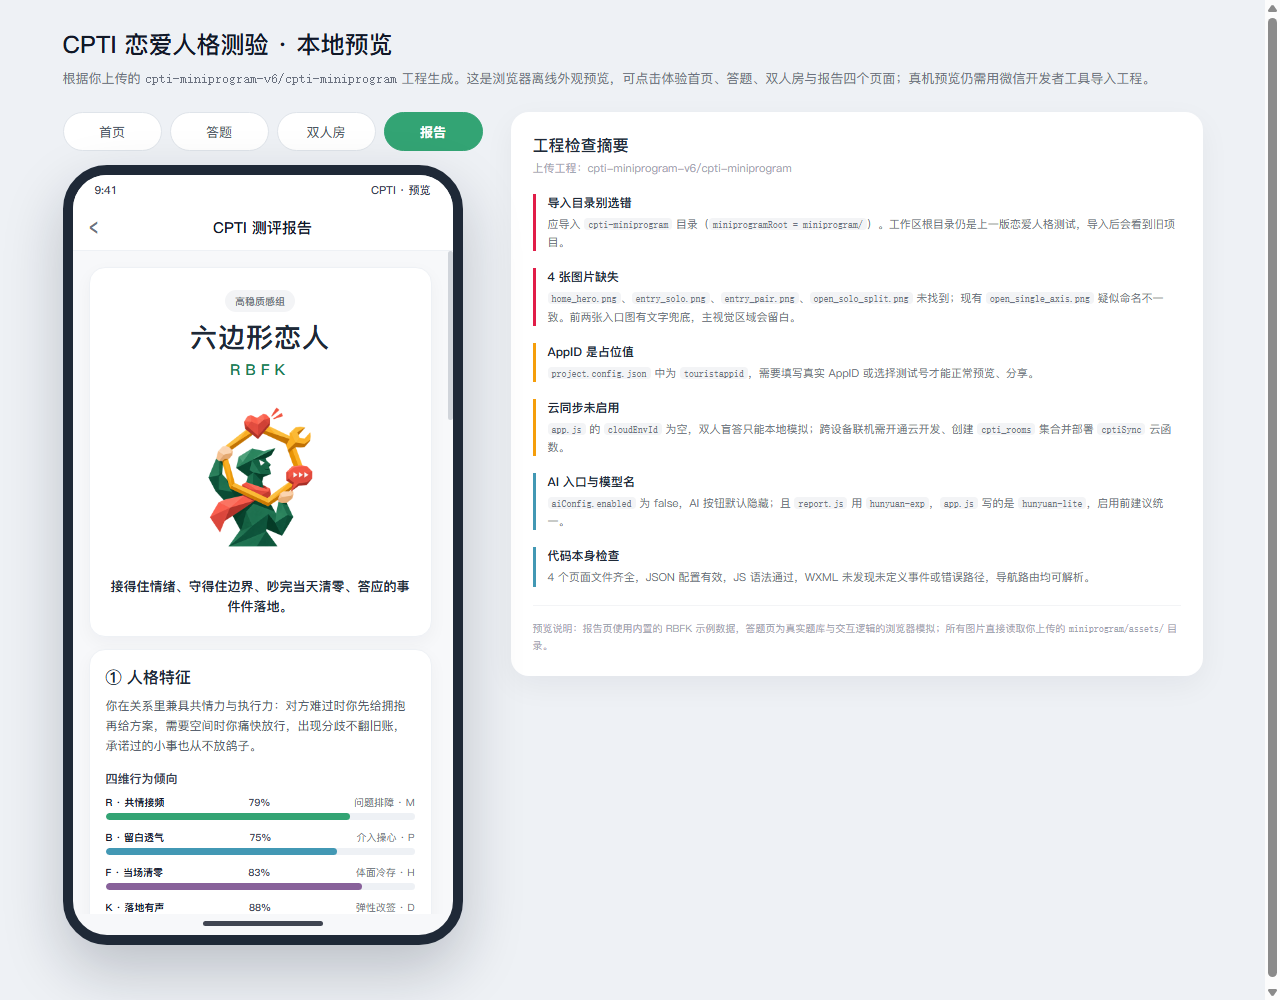 CPTI 恋爱人格测验 · 本地预览
根据你上传的 cpti-miniprogram-v6/cpti-miniprogram 工程生成。这是浏览器离线外观预览，可点击体验首页、答题、双人房与报告四个页面；真机预览仍需用微信开发者工具导入工程。
首页
答题
双人房
报告
9:41
CPTI · 预览
<
CPTI 测评报告
高稳质感组
六边形恋人
RBFK
接得住情绪、守得住边界、吵完当天清零、答应的事
件件落地。
① 人格特征
你在关系里兼具共情力与执行力：对方难过时你先给拥抱
再给方案，需要空间时你痛快放行，出现分歧不翻旧账，
承诺过的小事也从不放鸽子。
四维行为倾向
R · 共情接频 79% 问题排障 · M
B · 留白透气 75% 介入操心 · P
F · 当场清零 83% 体面冷存 · H
K · 落地有声 88% 弹性改签 · D
工程检查摘要
上传工程：cpti-miniprogram-v6/cpti-miniprogram
导入目录别选错
应导入 cpti-miniprogram 目录（miniprogramRoot = miniprogram/）。工作区根目录仍是上一版恋爱人格测试，导入后会看到旧项
目。
4 张图片缺失
home_hero.png、entry_solo.png、entry_pair.png、open_solo_split.png 未找到；现有 open_single_axis.png 疑似命名不一
致。前两张入口图有文字兜底，主视觉区域会留白。
AppID 是占位值
project.config.json 中为 touristappid，需要填写真实 AppID 或选择测试号才能正常预览、分享。
云同步未启用
app.js 的 cloudEnvId 为空，双人盲答只能本地模拟；跨设备联机需开通云开发、创建 cpti_rooms 集合并部署 cptiSync 云函
数。
AI 入口与模型名
aiConfig.enabled 为 false，AI 按钮默认隐藏；且 report.js 用 hunyuan-exp，app.js 写的是 hunyuan-lite，启用前建议统
一。
代码本身检查
4 个页面文件齐全，JSON 配置有效，JS 语法通过，WXML 未发现未定义事件或错误路径，导航路由均可解析。
预览说明：报告页使用内置的 RBFK 示例数据，答题页为真实题库与交互逻辑的浏览器模拟；所有图片直接读取你上传的 miniprogram/assets/ 目
录。